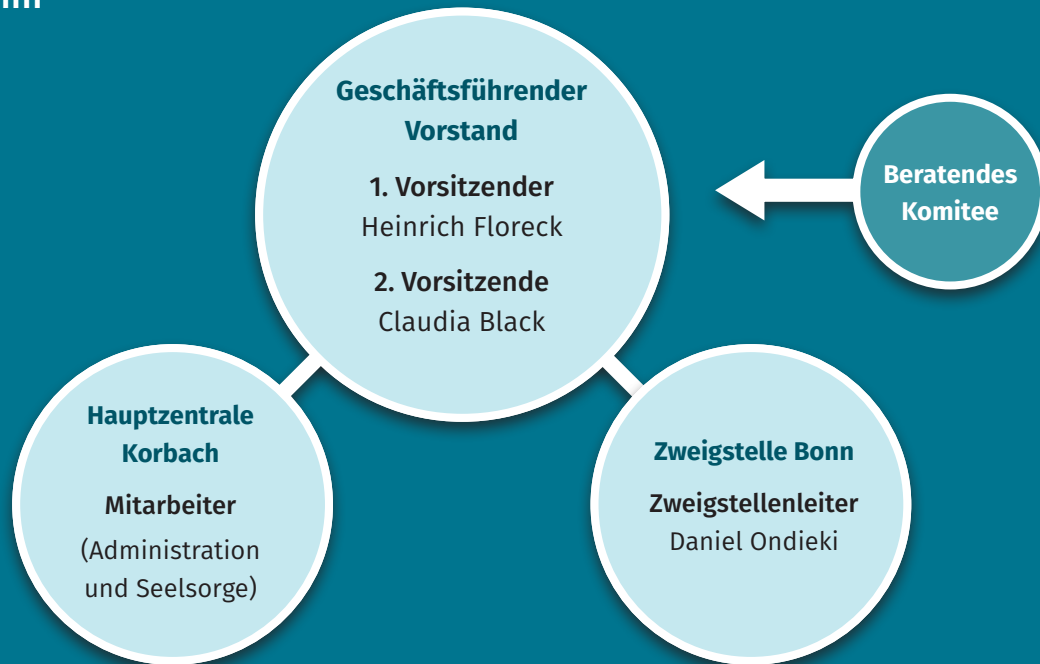 Geschäftsführender
Vorstand
1. Vorsitzender
Heinrich Floreck
2. Vorsitzende
Claudia Black
Beratendes
Komitee
Hauptzentrale
Korbach
Mitarbeiter
(Administration
und Seelsorge)
Zweigstelle Bonn
Zweigstellenleiter
Daniel Ondieki